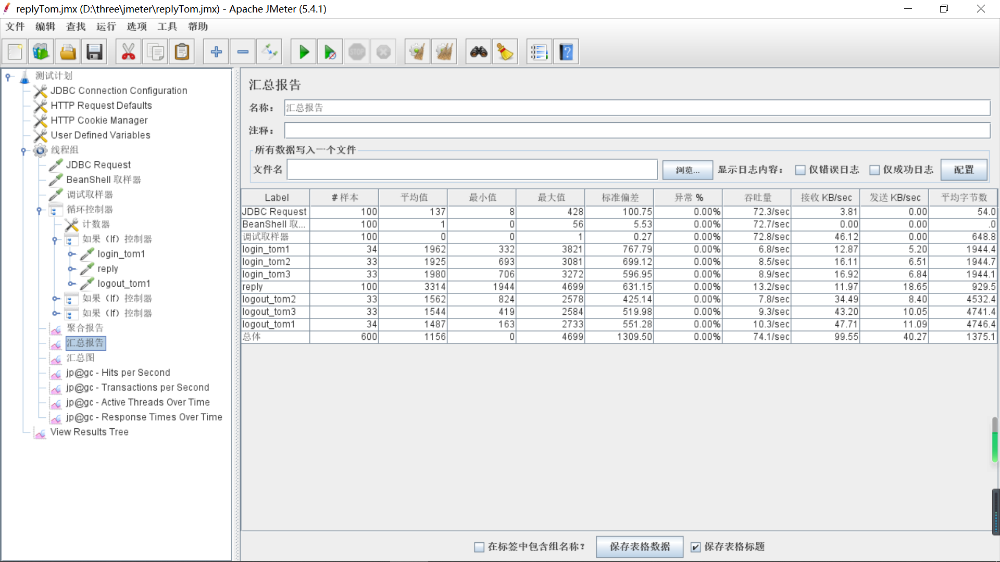 replyTom.jmx (D:\three\jmeter\replyTom.jmx) - Apache JMeter (5.4.1)
文件 编辑 查找 运行 选项 工具 帮助
STOP
测试计划
JDBC Connection Configuration
HTTP Request Defaults
HTTP Cookie Manager
User Defined Variables
线程组
JDBC Request
BeanShell 取样器
调试取样器
循环控制器
计数器
如果（If）控制器
login_tom1
reply
logout_tom1
如果（If）控制器
如果（If）控制器
聚合报告
汇总报告
汇总图
jp@gc - Hits per Second
jp@gc - Transactions per Second
jp@gc - Active Threads Over Time
jp@gc - Response Times Over Time
View Results Tree
汇总报告
名称： 汇总报告
注释：
所有数据写入一个文件
文件名 浏览... 显示日志内容： 仅错误日志 仅成功日志 配置
Label # 样本 平均值 最小值 最大值 标准偏差 异常 % 吞吐量 接收 KB/sec 发送 KB/sec 平均字节数
JDBC Request 100 137 8 428 100.75 0.00% 72.3/sec 3.81 0.00 54.0
BeanShell 取... 100 1 0 56 5.53 0.00% 72.7/sec 0.00 0.00 .0
调试取样器 100 0 0 1 0.27 0.00% 72.8/sec 46.12 0.00 648.8
login_tom1 34 1962 332 3821 767.79 0.00% 6.8/sec 12.87 5.20 1944.4
login_tom2 33 1925 693 3081 699.12 0.00% 8.5/sec 16.11 6.51 1944.7
login_tom3 33 1980 706 3272 596.95 0.00% 8.9/sec 16.92 6.84 1944.1
reply 100 3314 1944 4699 631.15 0.00% 13.2/sec 11.97 18.65 929.5
logout_tom2 33 1562 824 2578 425.14 0.00% 7.8/sec 34.49 8.40 4532.4
logout_tom3 33 1544 419 2584 519.98 0.00% 9.3/sec 43.20 10.05 4741.4
logout_tom1 34 1487 163 2733 551.28 0.00% 10.3/sec 47.71 11.09 4746.4
总体 600 1156 0 4699 1309.50 0.00% 74.1/sec 99.55 40.27 1375.1
在标签中包含组名称？ 保存表格数据 保存表格标题